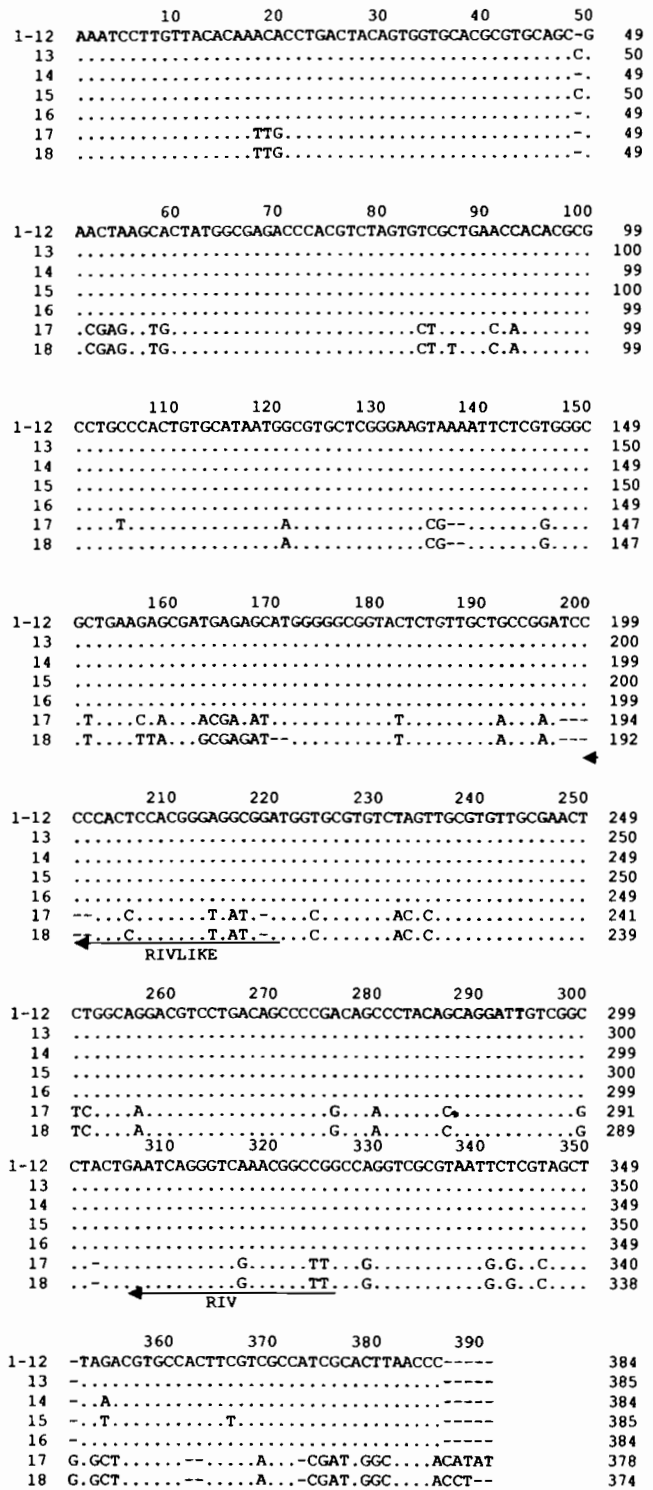 10 20 30 40 50
1-12 AAATCCTTGTTACACAAACACCTGACTACAGTGGTGCACGCGTGCAGC-G 49
13 ................................................C. 50
14 ................................................-. 49
15 ................................................C. 50
16 ................................................-. 49
17 .................TTG............................-. 49
18 .................TTG............................-. 49
60 70 80 90 100
1-12 AACTAAGCACTATGGCGAGACCCACGTCTAGTGTCGCTGAACCACACGCG 99
13 .................................................. 100
14 .................................................. 99
15 .................................................. 100
16 .................................................. 99
17 .CGAG..TG........................CT.....C.A....... 99
18 .CGAG..TG........................CT.T...C.A....... 99
110 120 130 140 150
1-12 CCTGCCCACTGTGCATAATGGCGTGCTCGGGAAGTAAAATTCTCGTGGGC 149
13 .................................................. 150
14 .................................................. 149
15 .................................................. 150
16 .................................................. 149
17 ....T...............A.............CG--.......G.... 147
18 ....................A.............CG--.......G.... 147
160 170 180 190 200
1-12 GCTGAAGAGCGATGAGAGCATGGGGGCGGTACTCTGTTGCTGCCGGATCC 199
13 .................................................. 200
14 .................................................. 199
15 .................................................. 200
16 .................................................. 199
17 .T....C.A...ACGA.AT............T.........A...A.--- 194
18 .T....TTA...GCGAGAT--..........T.........A...A.--- 192
210 220 230 240 250
1-12 CCCACTCCACGGGAGGCGGATGGTGCGTGTCTAGTTGCGTGTTGCGAACT 249
13 .................................................. 250
14 .................................................. 249
15 .................................................. 250
16 .................................................. 249
17 --...C.......T.AT.-....C.......AC.C............... 241
18 --...C.......T.AT.-....C.......AC.C............... 239
RIVLIKE
260 270 280 290 300
1-12 CTGGCAGGACGTCCTGACAGCCCCGACAGCCCTACAGCAGGATTGTCGGC 299
13 .................................................. 300
14 .................................................. 299
15 .................................................. 300
16 .................................................. 299
17 TC....A..................G...A......C............G 291
18 TC....A..................G...A......C............G 289
310 320 330 340 350
1-12 CTACTGAATCAGGGTCAAACGGCCGGCCAGGTCGCGTAATTCTCGTAGCT 349
13 .................................................. 350
14 .................................................. 349
15 .................................................. 350
16 .................................................. 349
17 ..-.............G......TT...G...........G.G..C.... 340
18 ..-.............G......TT...G...........G.G..C.... 338
RIV
360 370 380 390
1-12 -TAGACGTGCCACTTCGTCGCCATCGCACTTAACCC----- 384
13 -...................................----- 385
14 -..A................................----- 384
15 -..T...........T....................----- 385
16 -...................................----- 384
17 G.GCT......--.....A...-CGAT.GGC....ACATAT 378
18 G.GCT......--.....A...-CGAT.GGC....ACCT-- 374